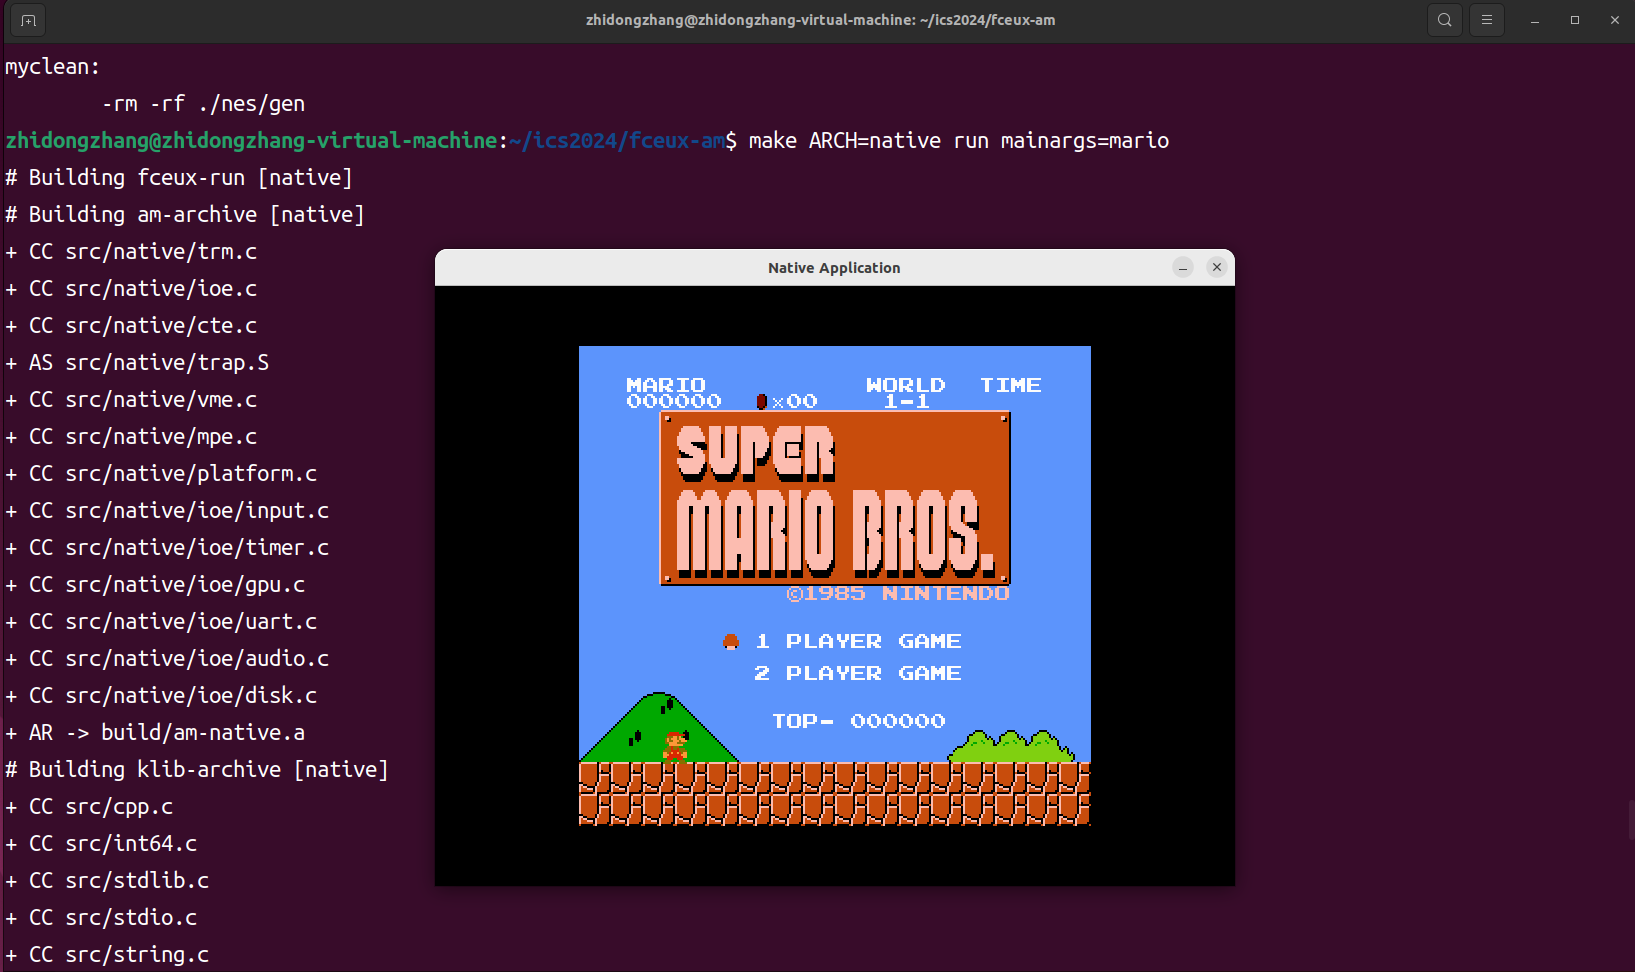 zhidongzhang@zhidongzhang-virtual-machine: ~/ics2024/fceux-am
myclean:
        -rm -rf ./nes/gen
zhidongzhang@zhidongzhang-virtual-machine:~/ics2024/fceux-am$ make ARCH=native run mainargs=mario
# Building fceux-run [native]
# Building am-archive [native]
+ CC src/native/trm.c
+ CC src/native/ioe.c
+ CC src/native/cte.c
+ AS src/native/trap.S
+ CC src/native/vme.c
+ CC src/native/mpe.c
+ CC src/native/platform.c
+ CC src/native/ioe/input.c
+ CC src/native/ioe/timer.c
+ CC src/native/ioe/gpu.c
+ CC src/native/ioe/uart.c
+ CC src/native/ioe/audio.c
+ CC src/native/ioe/disk.c
+ AR -> build/am-native.a
# Building klib-archive [native]
+ CC src/cpp.c
+ CC src/int64.c
+ CC src/stdlib.c
+ CC src/stdio.c
+ CC src/string.c
Native Application
MARIO WORLD TIME
000000 ×00 1-1
SUPER
MARIO BROS.
©1985 NINTENDO
1 PLAYER GAME
2 PLAYER GAME
TOP- 000000